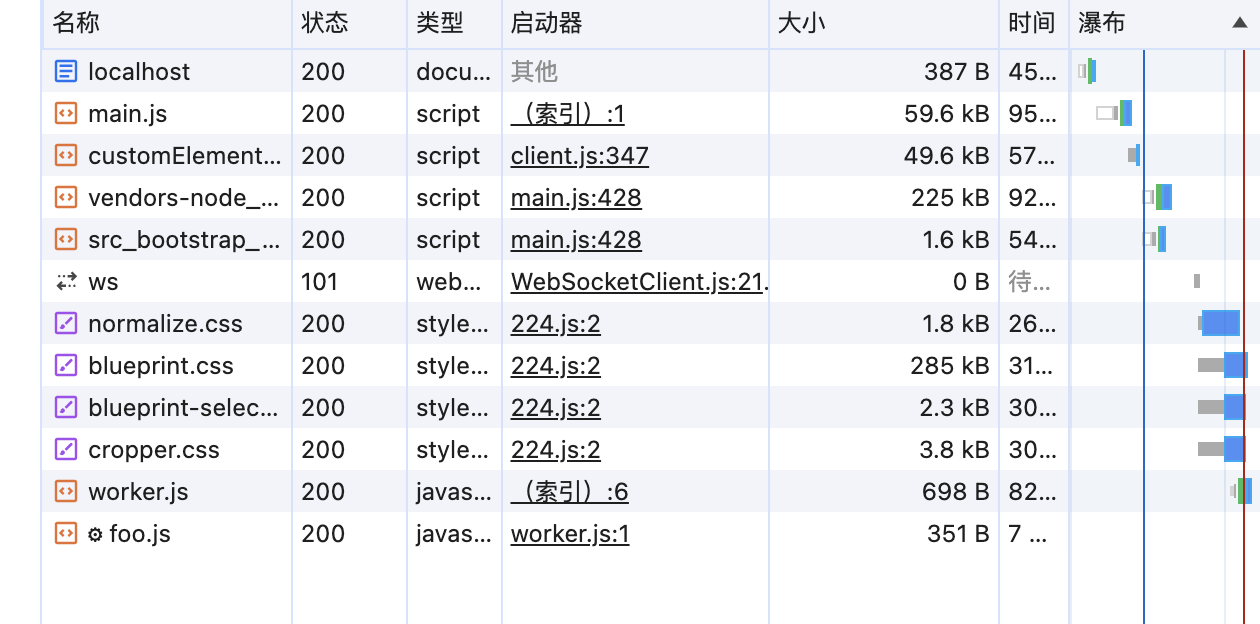 名称 状态 类型 启动器 大小 时间 瀑布
localhost 200 docu... 其他 387 B 45...
main.js 200 script （索引）:1 59.6 kB 95...
customElement... 200 script client.js:347 49.6 kB 57...
vendors-node_... 200 script main.js:428 225 kB 92...
src_bootstrap_... 200 script main.js:428 1.6 kB 54...
ws 101 web... WebSocketClient.js:21. 0 B 待...
normalize.css 200 style... 224.js:2 1.8 kB 26...
blueprint.css 200 style... 224.js:2 285 kB 31...
blueprint-selec... 200 style... 224.js:2 2.3 kB 30...
cropper.css 200 style... 224.js:2 3.8 kB 30...
worker.js 200 javas... （索引）:6 698 B 82...
foo.js 200 javas... worker.js:1 351 B 7 ...